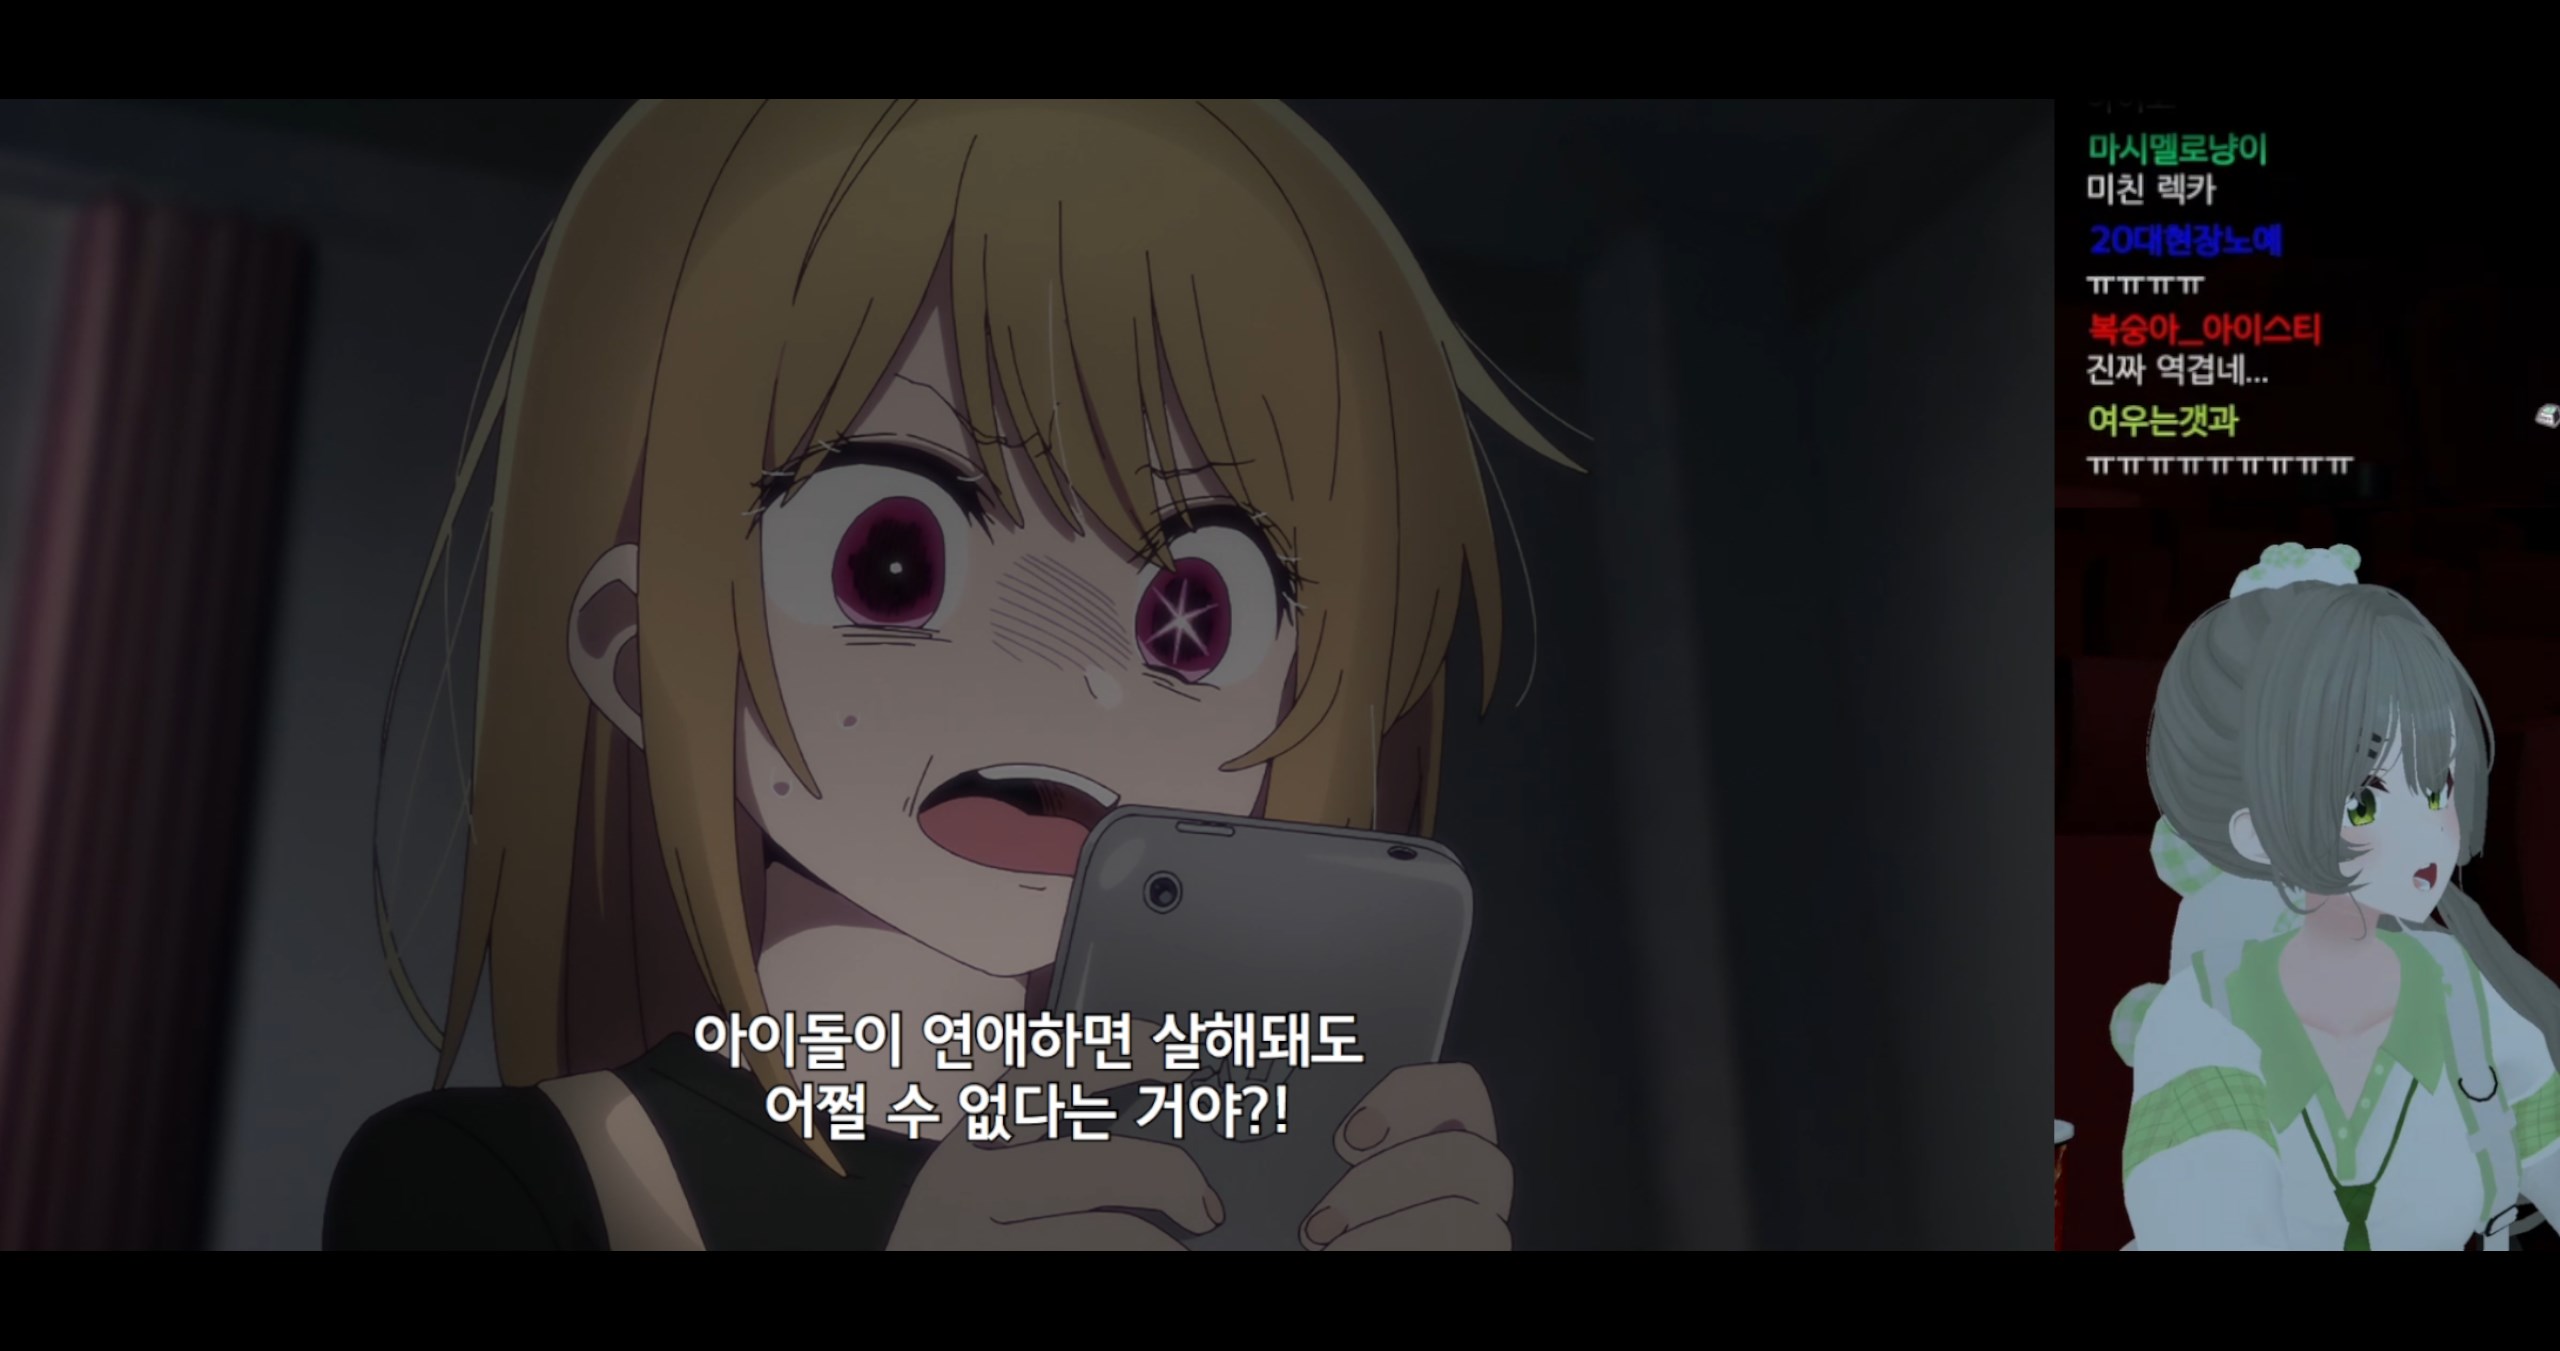 마시멜로냥이
미친 렉카
20대현장노예
ㅠㅠㅠㅠ
복숭아_아이스티
진짜 역겹네...
여우는갯과
ㅠㅠㅠㅠㅠㅠㅠㅠㅠ
아이돌이 연애하면 살해돼도
어쩔 수 없다는 거야?!